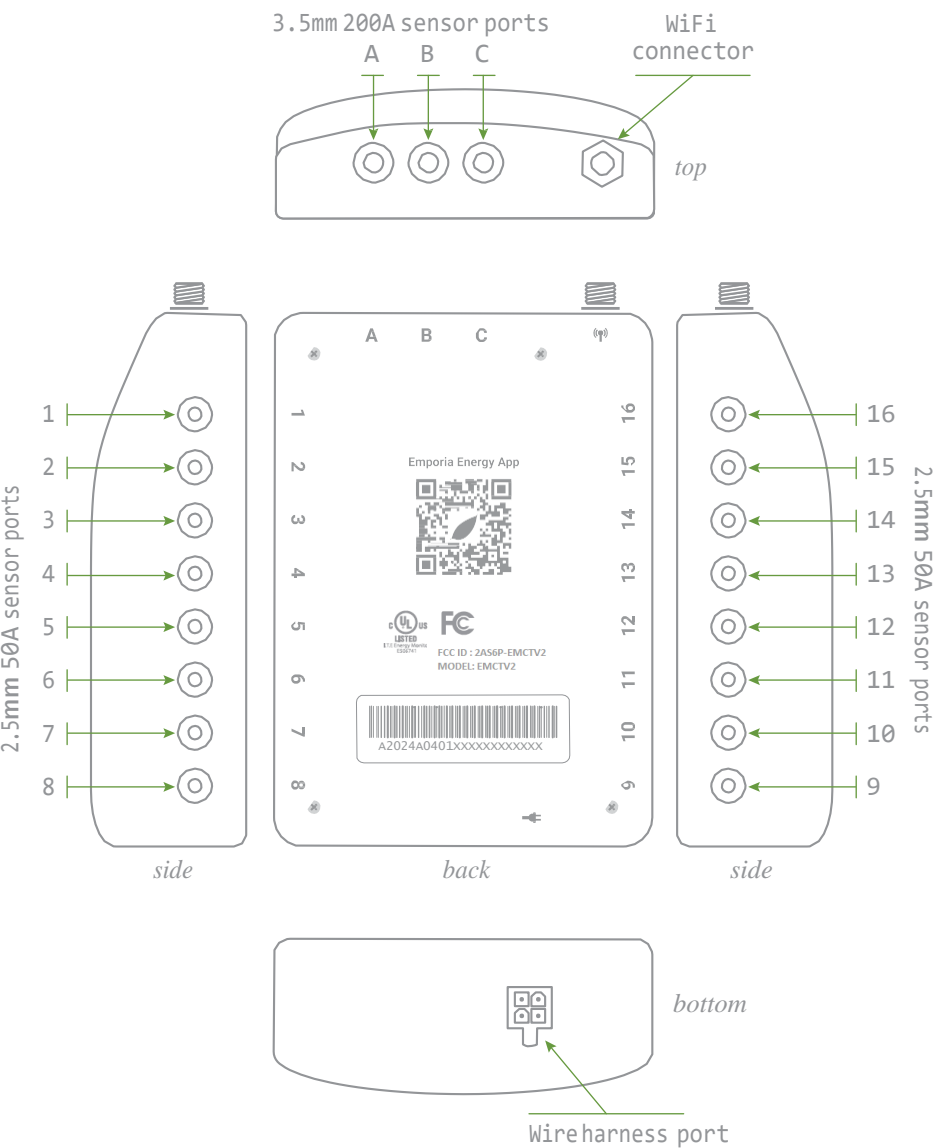 3.5mm 200A sensor ports
A B C
WiFi
connector
top
A B C
1
2
3
4
5
6
7
8
2.5mm 50A sensor ports
side
1
2
3
4
5
6
7
8
16
15
14
13
12
11
10
9
Emporia Energy App
C UL US
LISTED
FC
FCC ID : 2AS6P-EMCTV2
MODEL: EMCTV2
A2024A0401XXXXXXXXXXXX
back
16
15
14
13
12
11
10
9
2.5mm 50A sensor ports
side
bottom
Wire harness port